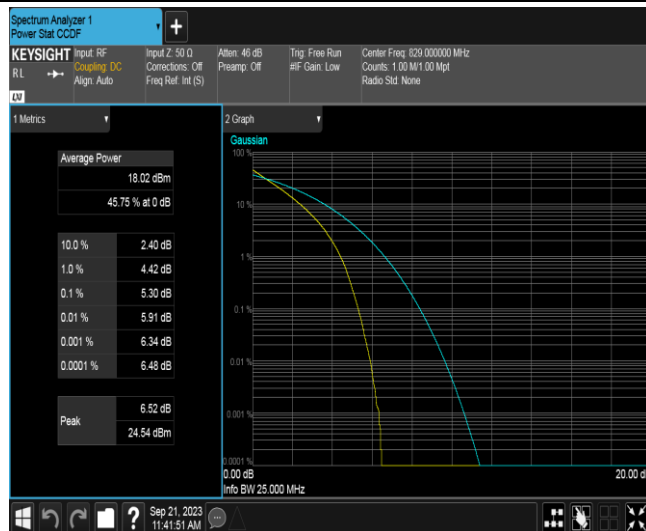 Spectrum Analyzer 1
Power Stat CCDF
+
KEYSIGHT
RL
Input: RF
Coupling: DC
Align: Auto
Input Z: 50 Ω
Corrections: Off
Freq Ref: Int (S)
Atten: 46 dB
Preamp: Off
Trig: Free Run
#IF Gain: Low
Center Freq: 829.000000 MHz
Counts: 1.00 M/1.00 Mpt
Radio Std: None
LXI
1 Metrics
Average Power
18.02 dBm
45.75 % at 0 dB
10.0 % 2.40 dB
1.0 % 4.42 dB
0.1 % 5.30 dB
0.01 % 5.91 dB
0.001 % 6.34 dB
0.0001 % 6.48 dB
Peak
6.52 dB
24.54 dBm
2 Graph
Gaussian
100 %
10 %
1 %
0.1 %
0.01 %
0.001 %
0.0001 %
0.00 dB
20.00 d
Info BW 25.000 MHz
?
Sep 21, 2023
11:41:51 AM